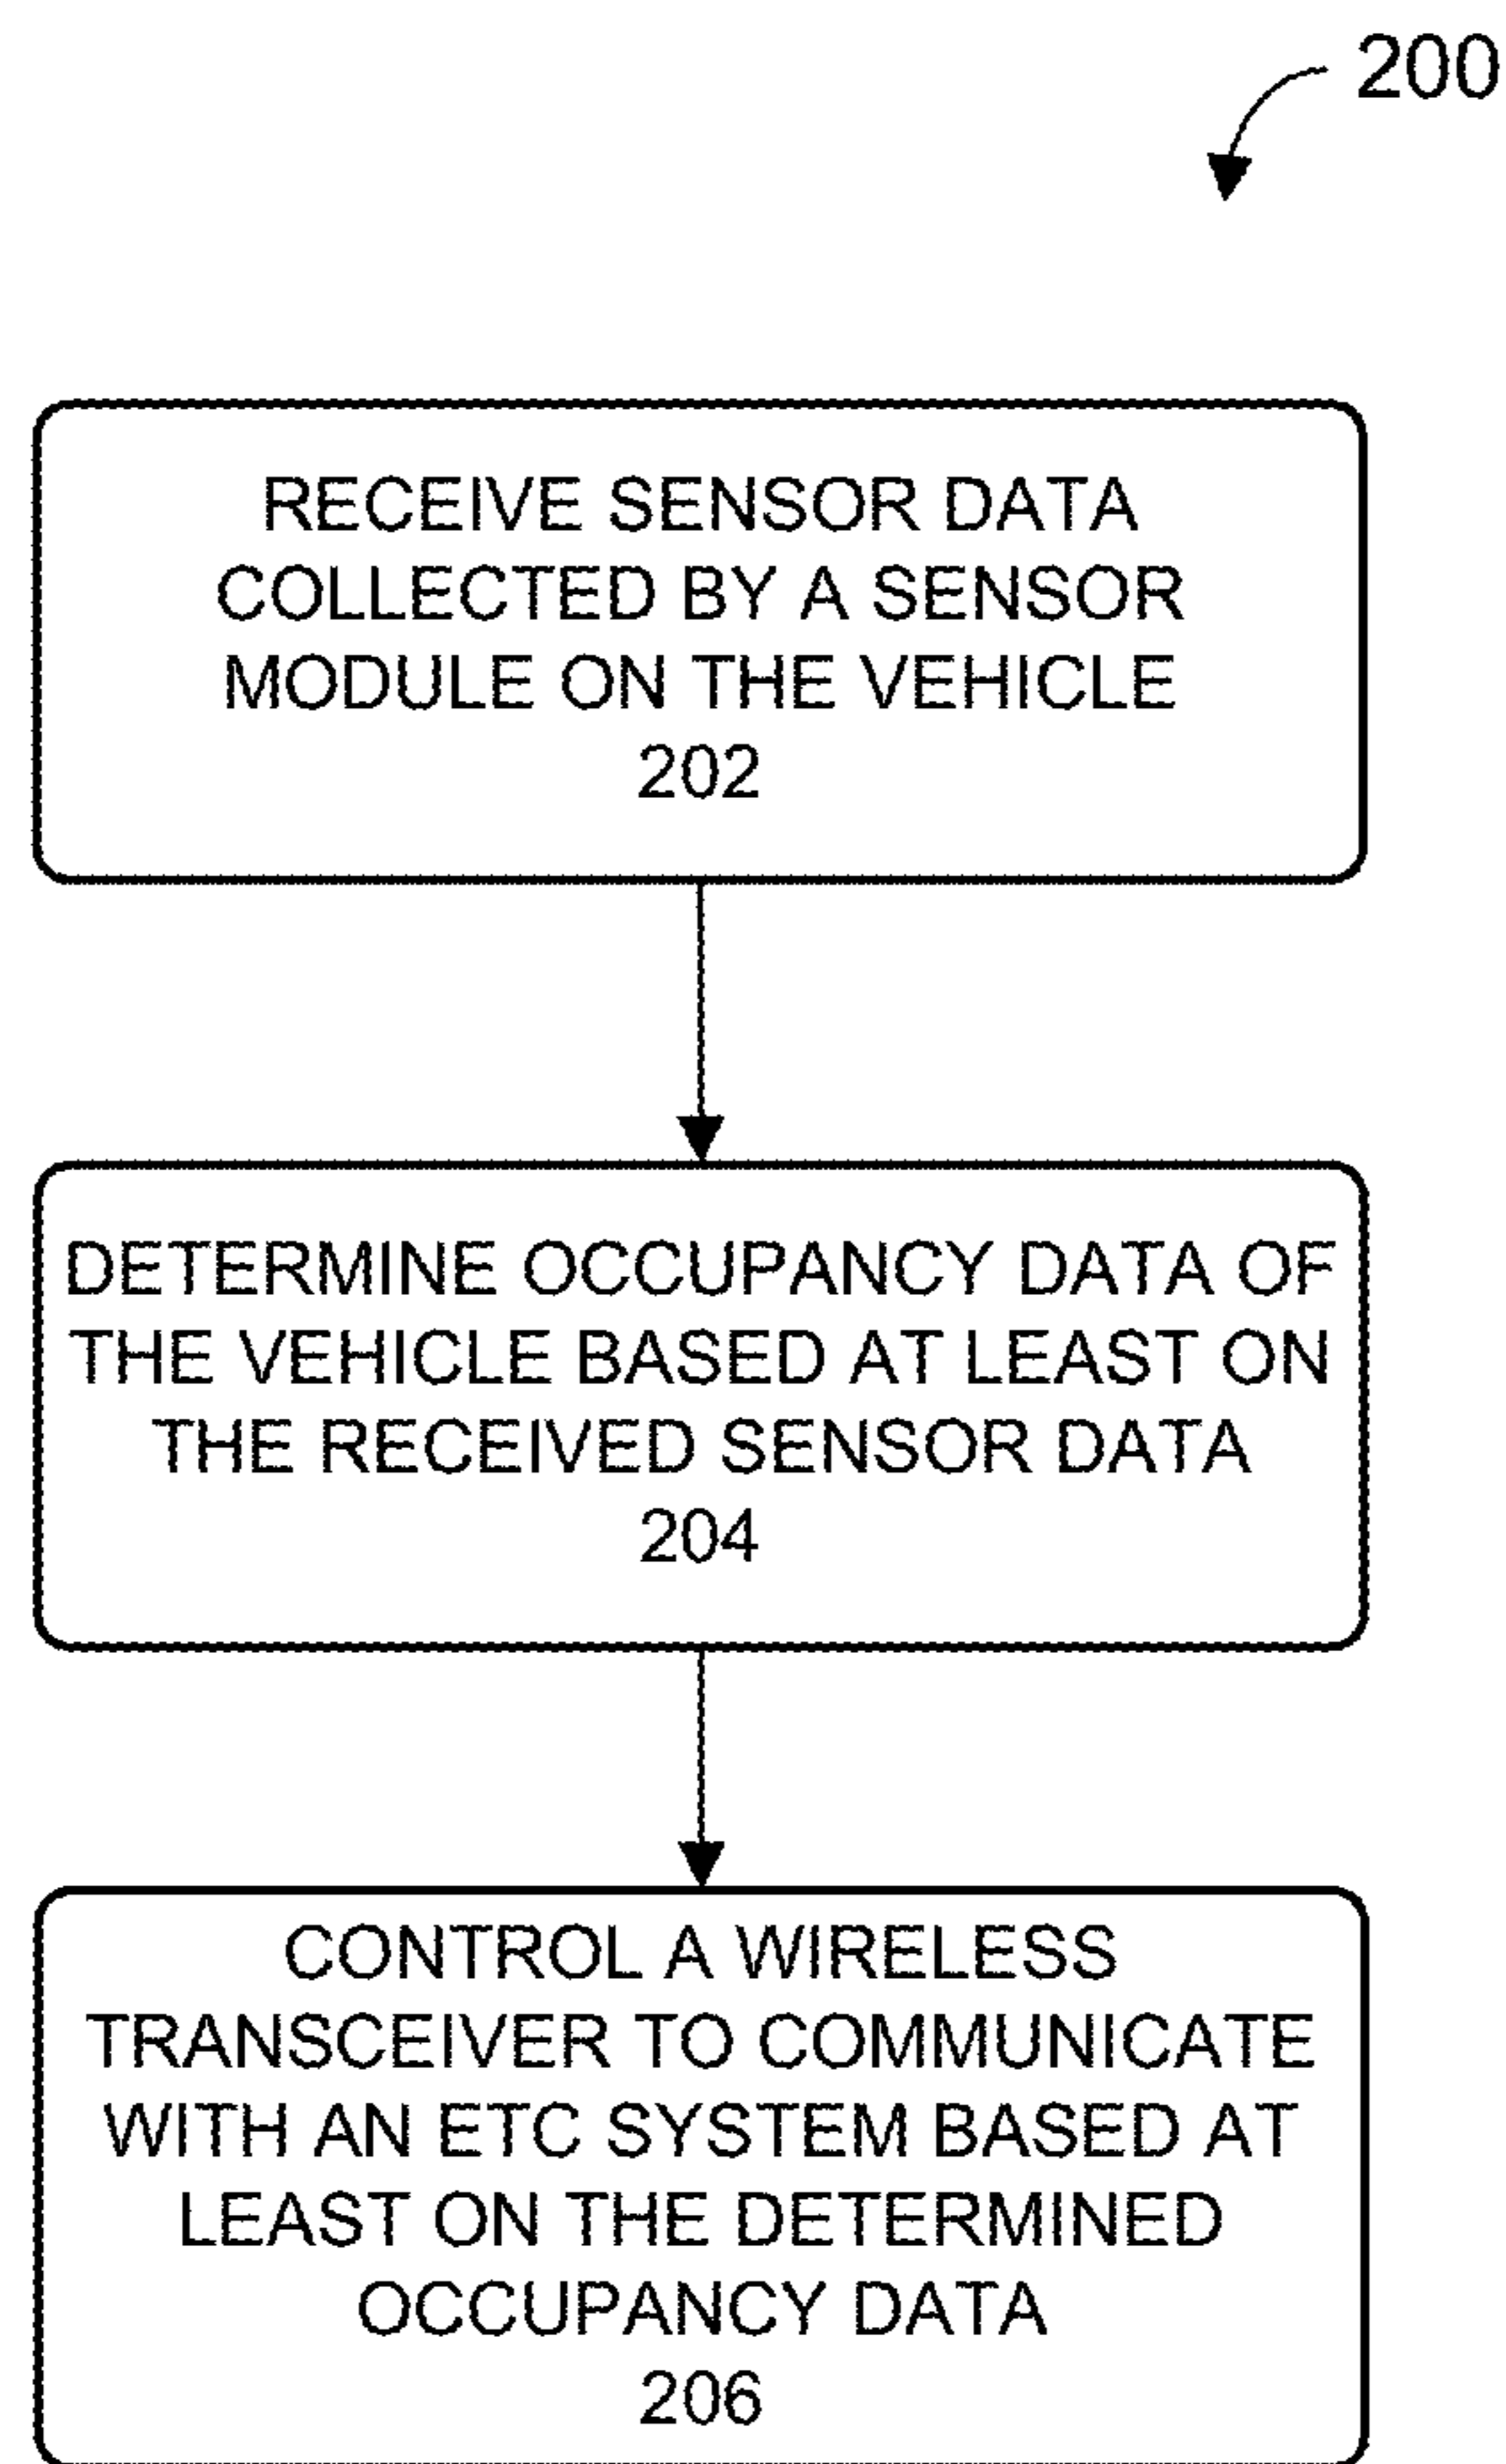 200
RECEIVE SENSOR DATA
COLLECTED BY A SENSOR
MODULE ON THE VEHICLE
202
DETERMINE OCCUPANCY DATA OF
THE VEHICLE BASED AT LEAST ON
THE RECEIVED SENSOR DATA
204
CONTROL A WIRELESS
TRANSCEIVER TO COMMUNICATE
WITH AN ETC SYSTEM BASED AT
LEAST ON THE DETERMINED
OCCUPANCY DATA
206